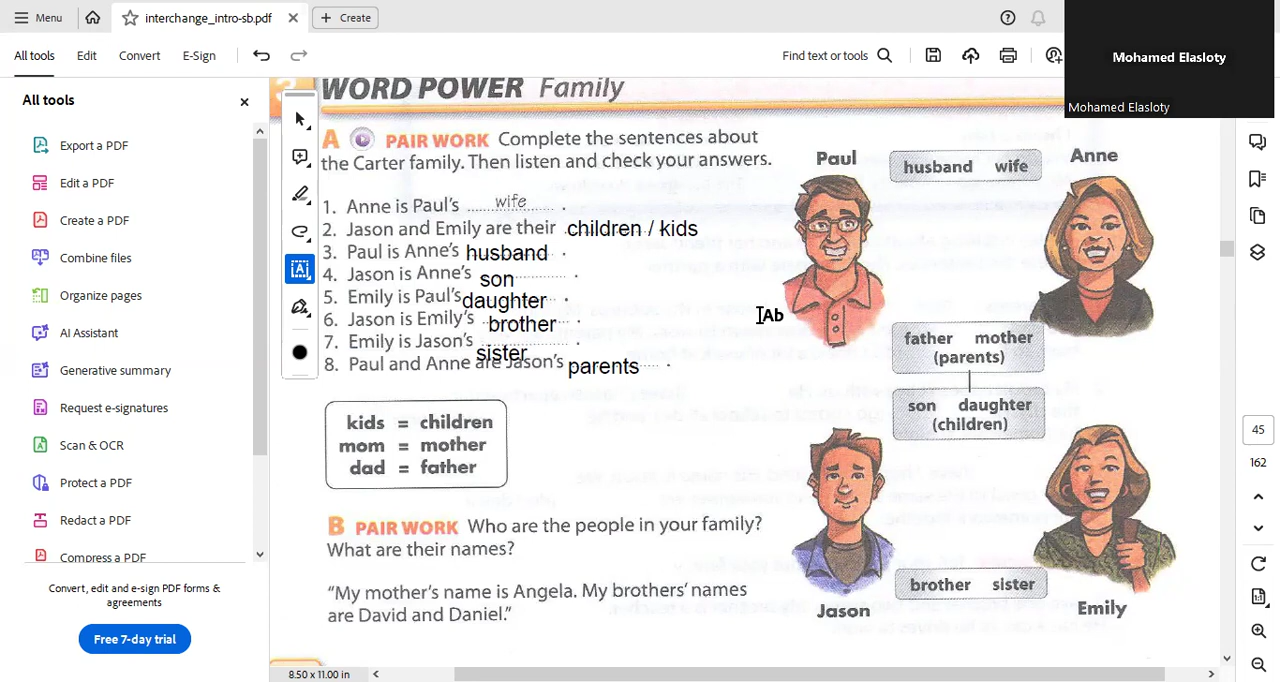 Menu
interchange_intro-sb.pdf
Create
All tools
Edit
Convert
E-Sign
Find text or tools
Mohamed Elasloty
Mohamed Elasloty
All tools
Export a PDF
Edit a PDF
Create a PDF
Combine files
Organize pages
AI Assistant
Generative summary
Request e-signatures
Scan & OCR
Protect a PDF
Redact a PDF
Compress a PDF
Convert, edit and e-sign PDF forms &
agreements
Free 7-day trial
WORD POWER Family
A PAIR WORK Complete the sentences about
the Carter family. Then listen and check your answers.
1. Anne is Paul's wife .
2. Jason and Emily are their children / kids .
3. Paul is Anne's husband .
4. Jason is Anne's son .
5. Emily is Paul's daughter .
6. Jason is Emily's brother .
7. Emily is Jason's sister .
8. Paul and Anne are Jason's parents .
kids = children
mom = mother
dad = father
B PAIR WORK Who are the people in your family?
What are their names?
“My mother's name is Angela. My brothers' names
are David and Daniel.”
Paul
husband wife
Anne
Ab
father mother
(parents)
son daughter
(children)
brother sister
Jason
Emily
45
162
8.50 x 11.00 in